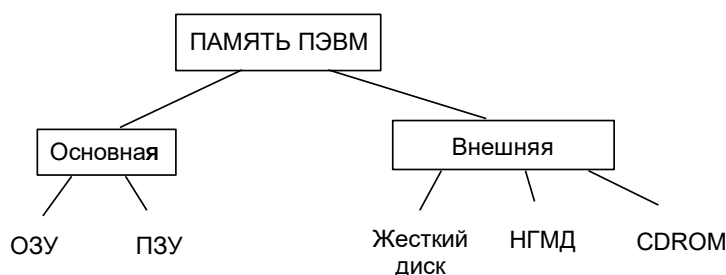 ПАМЯТЬ ПЭВМ
Основная
Внешняя
ОЗУ
ПЗУ
Жесткий
диск
НГМД
CDROM